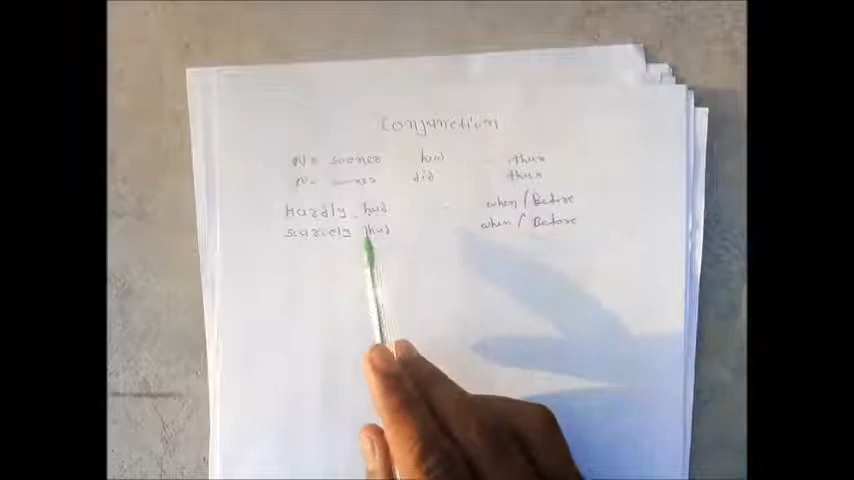 Conjunction
No sooner had than
No sooner did than
Hardly had when / Before
scarcely had when / Before